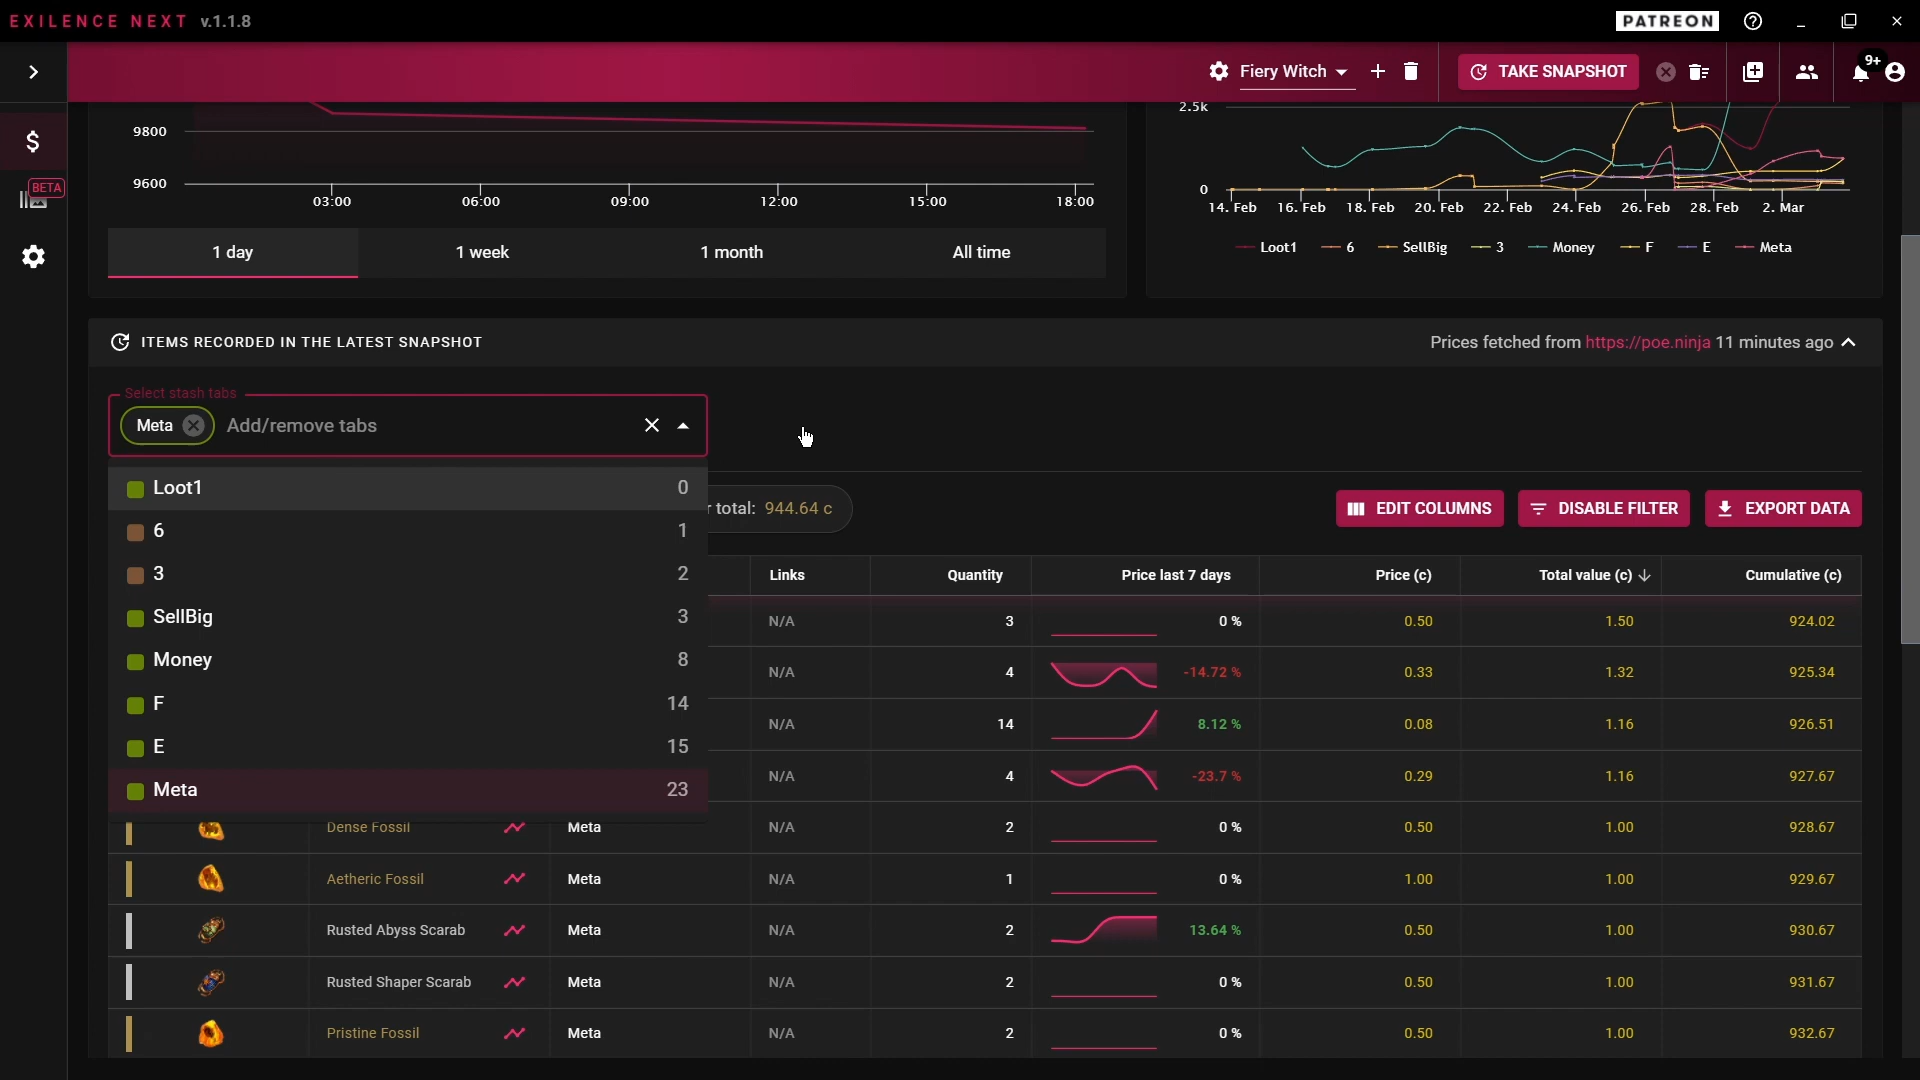 EXILENCE NEXT v.1.1.8
PATREON
Fiery Witch
TAKE SNAPSHOT
9+
BETA
9800
9600
03:00 06:00 09:00 12:00 15:00 18:00
1 day 1 week 1 month All time
2.5k
0
14. Feb 16. Feb 18. Feb 20. Feb 22. Feb 24. Feb 26. Feb 28. Feb 2. Mar
Loot1 6 SellBig 3 Money F E Meta
ITEMS RECORDED IN THE LATEST SNAPSHOT
Prices fetched from https://poe.ninja 11 minutes ago
Select stash tabs
Meta Add/remove tabs
Loot1 0
6 1
3 2
SellBig 3
Money 8
F 14
E 15
Meta 23
r total: 944.64 c
EDIT COLUMNS DISABLE FILTER EXPORT DATA
Links Quantity Price last 7 days Price (c) Total value (c) Cumulative (c)
N/A 3 0 % 0.50 1.50 924.02
N/A 4 -14.72 % 0.33 1.32 925.34
N/A 14 8.12 % 0.08 1.16 926.51
N/A 4 -23.7 % 0.29 1.16 927.67
Dense Fossil Meta N/A 2 0 % 0.50 1.00 928.67
Aetheric Fossil Meta N/A 1 0 % 1.00 1.00 929.67
Rusted Abyss Scarab Meta N/A 2 13.64 % 0.50 1.00 930.67
Rusted Shaper Scarab Meta N/A 2 0 % 0.50 1.00 931.67
Pristine Fossil Meta N/A 2 0 % 0.50 1.00 932.67